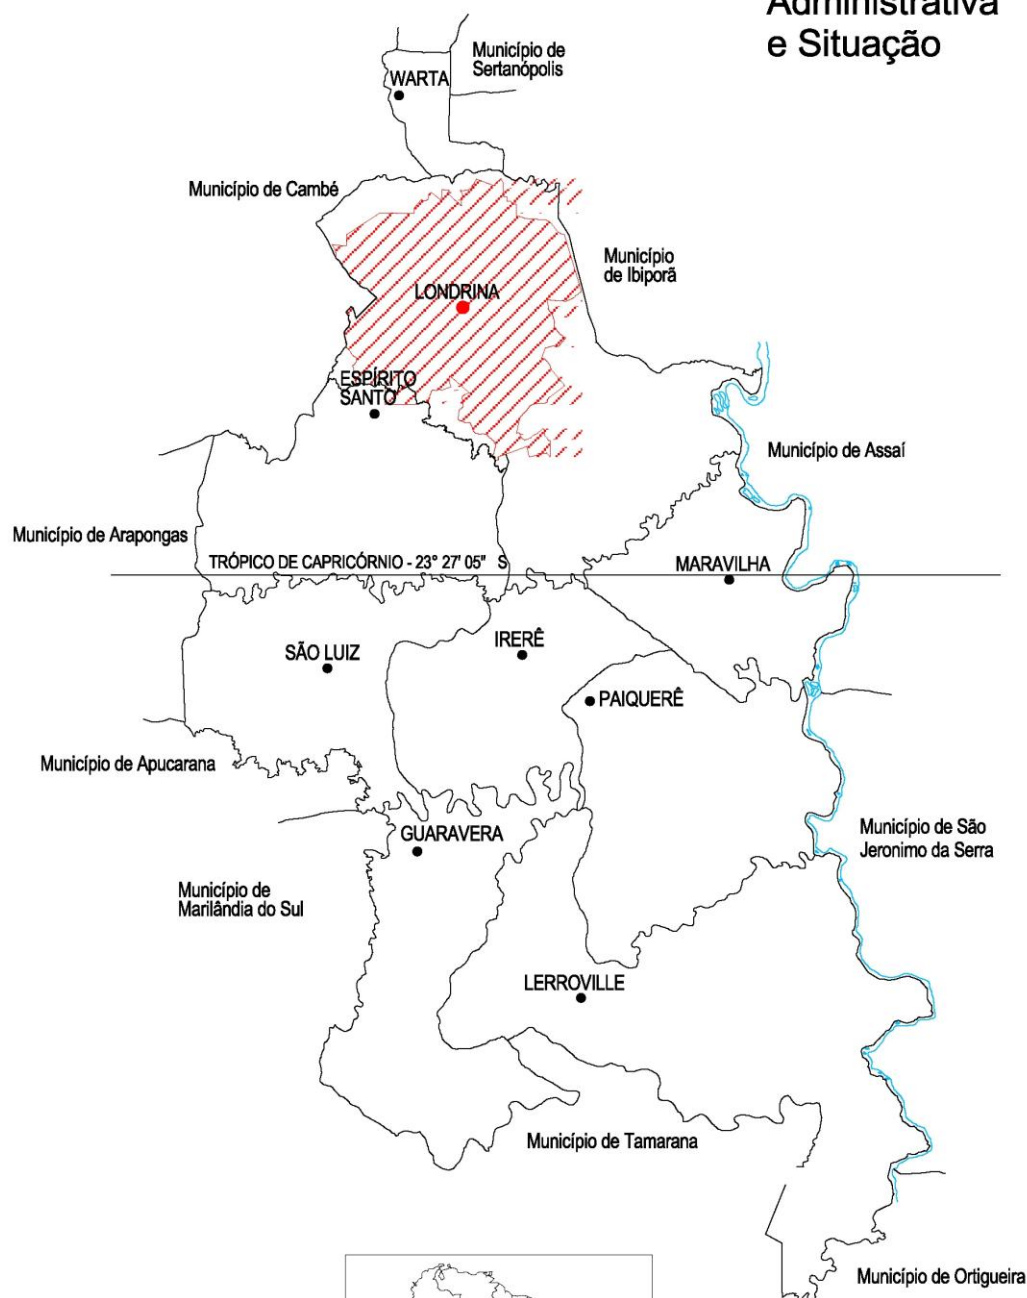 Administrativa
e Situação
Município de
Sertanópolis
WARTA
Município de Cambé
Município
de Ibiporã
LONDRINA
ESPÍRITO
SANTO
Município de Assaí
Município de Arapongas
TRÓPICO DE CAPRICÓRNIO - 23° 27' 05" S
MARAVILHA
IRERÊ
SÃO LUIZ
PAIQUERÊ
Município de Apucarana
GUARAVERA
Município de São
Jeronimo da Serra
Município de
Marilândia do Sul
LERROVILLE
Município de Tamarana
Município de Ortigueira